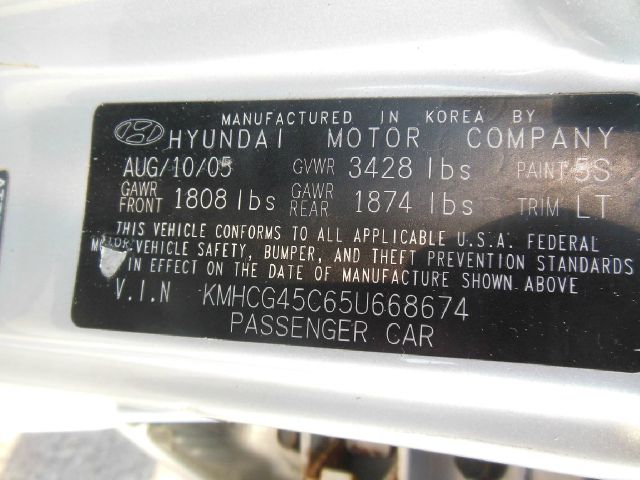 MANUFACTURED IN KOREA BY
HYUNDAI MOTOR COMPANY
AUG/10/05 GVWR 3428 lbs PAINT 5S
GAWR FRONT 1808 lbs GAWR REAR 1874 lbs TRIM LT
THIS VEHICLE CONFORMS TO ALL APPLICABLE U.S.A. FEDERAL
MOTOR VEHICLE SAFETY, BUMPER, AND THEFT PREVENTION STANDARDS
IN EFFECT ON THE DATE OF MANUFACTURE SHOWN ABOVE
V.I.N KMHCG45C65U668674
PASSENGER CAR